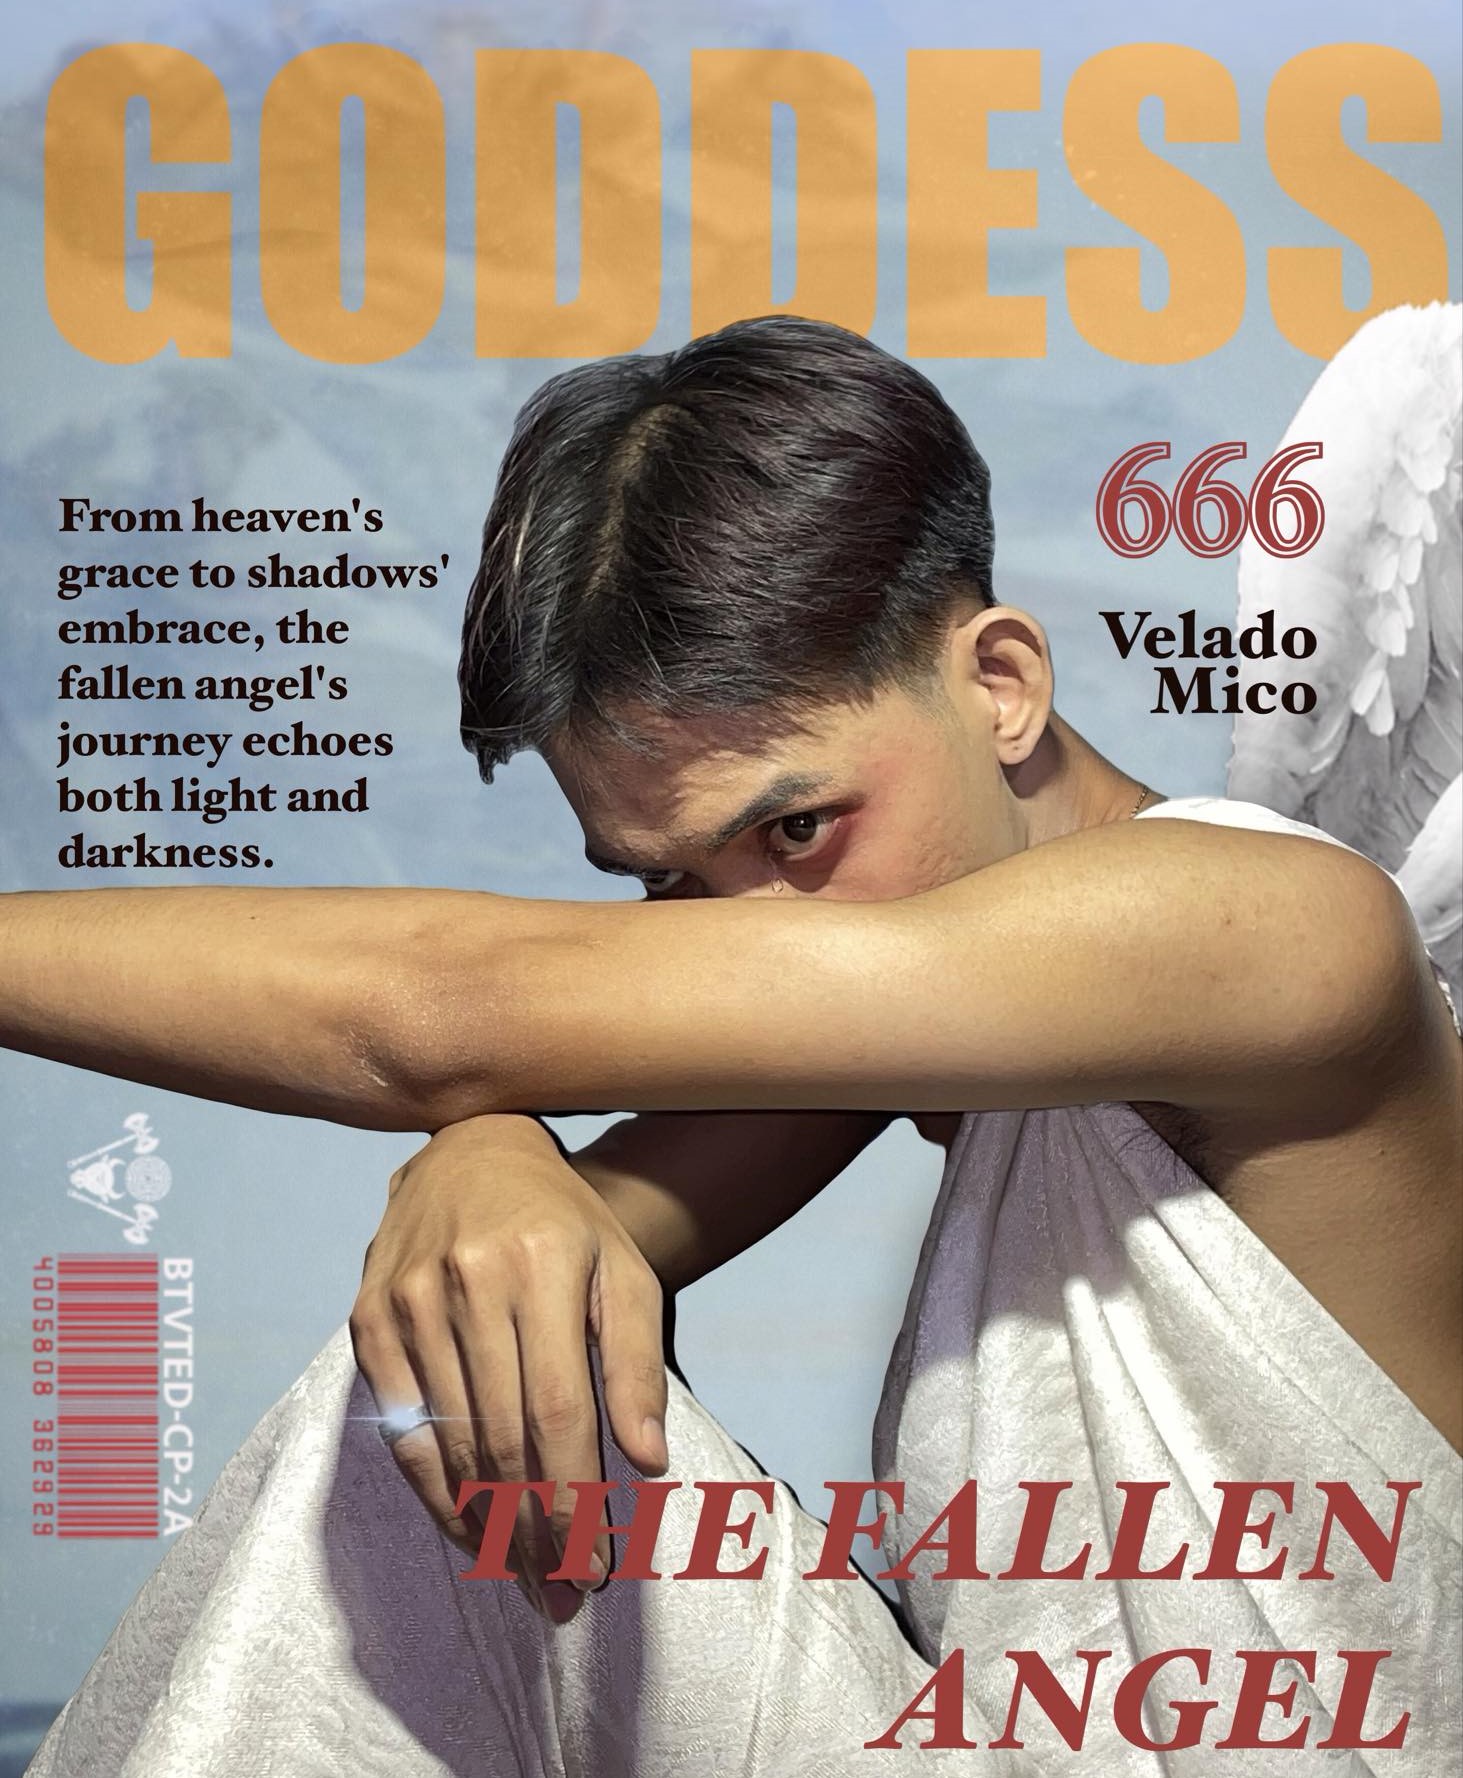 GODDESS
From heaven's
grace to shadows'
embrace, the
fallen angel's
journey echoes
both light and
darkness.
666
Velado
Mico
BTVTED-CP-2A
4005808 362929
THE FALLEN
ANGEL